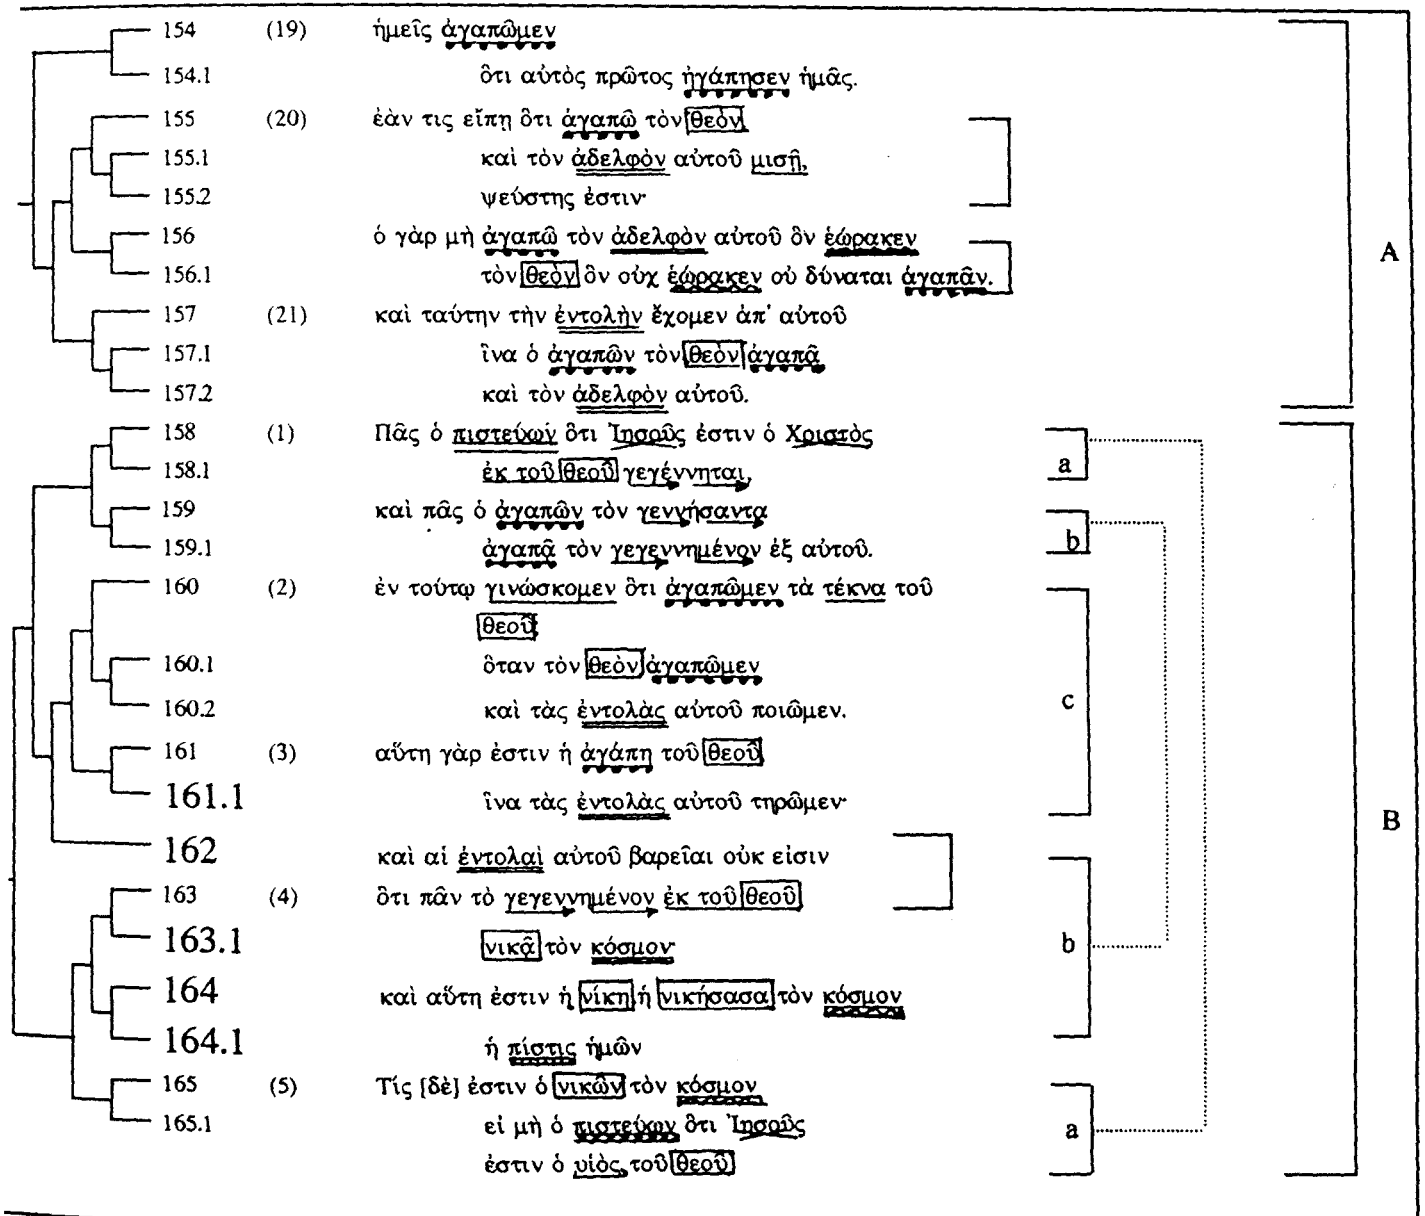 154 (19) ἡμεῖς ἀγαπῶμεν
154.1 ὅτι αὐτὸς πρῶτος ἠγάπησεν ἡμᾶς.
155 (20) ἐάν τις εἴπῃ ὅτι ἀγαπῶ τὸν θεόν,
155.1 καὶ τὸν ἀδελφὸν αὐτοῦ μισῇ,
155.2 ψεύστης ἐστιν·
156 ὁ γὰρ μὴ ἀγαπῶ τὸν ἀδελφὸν αὐτοῦ ὃν ἑώρακεν
156.1 τὸν θεὸν ὃν οὐχ ἑώρακεν οὐ δύναται ἀγαπᾶν.
A
157 (21) καὶ ταύτην τὴν ἐντολὴν ἔχομεν ἀπ' αὐτοῦ
157.1 ἵνα ὁ ἀγαπῶν τὸν θεὸν ἀγαπᾷ
157.2 καὶ τὸν ἀδελφὸν αὐτοῦ.
158 (1) Πᾶς ὁ πιστεύων ὅτι Ἰησοῦς ἐστιν ὁ Χριστὸς
158.1 ἐκ τοῦ θεοῦ γεγέννηται,
a
159 καὶ πᾶς ὁ ἀγαπῶν τὸν γεννήσαντα
159.1 ἀγαπᾷ τὸν γεγεννημένον ἐξ αὐτοῦ.
b
160 (2) ἐν τούτῳ γινώσκομεν ὅτι ἀγαπῶμεν τὰ τέκνα τοῦ
θεοῦ
160.1 ὅταν τὸν θεὸν ἀγαπῶμεν
160.2 καὶ τὰς ἐντολὰς αὐτοῦ ποιῶμεν.
c
161 (3) αὕτη γάρ ἐστιν ἡ ἀγάπη τοῦ θεοῦ
161.1 ἵνα τὰς ἐντολὰς αὐτοῦ τηρῶμεν·
B
162 καὶ αἱ ἐντολαὶ αὐτοῦ βαρεῖαι οὐκ εἰσιν
163 (4) ὅτι πᾶν τὸ γεγεννημένον ἐκ τοῦ θεοῦ
163.1 νικᾷ τὸν κόσμον·
b
164 καὶ αὕτη ἐστιν ἡ νίκη ἡ νικήσασα τὸν κόσμον
164.1 ἡ πίστις ἡμῶν
165 (5) Τίς [δέ] ἐστιν ὁ νικῶν τὸν κόσμον
165.1 εἰ μὴ ὁ πιστεύων ὅτι Ἰησοῦς
a
ἐστιν ὁ υἱὸς τοῦ θεοῦ